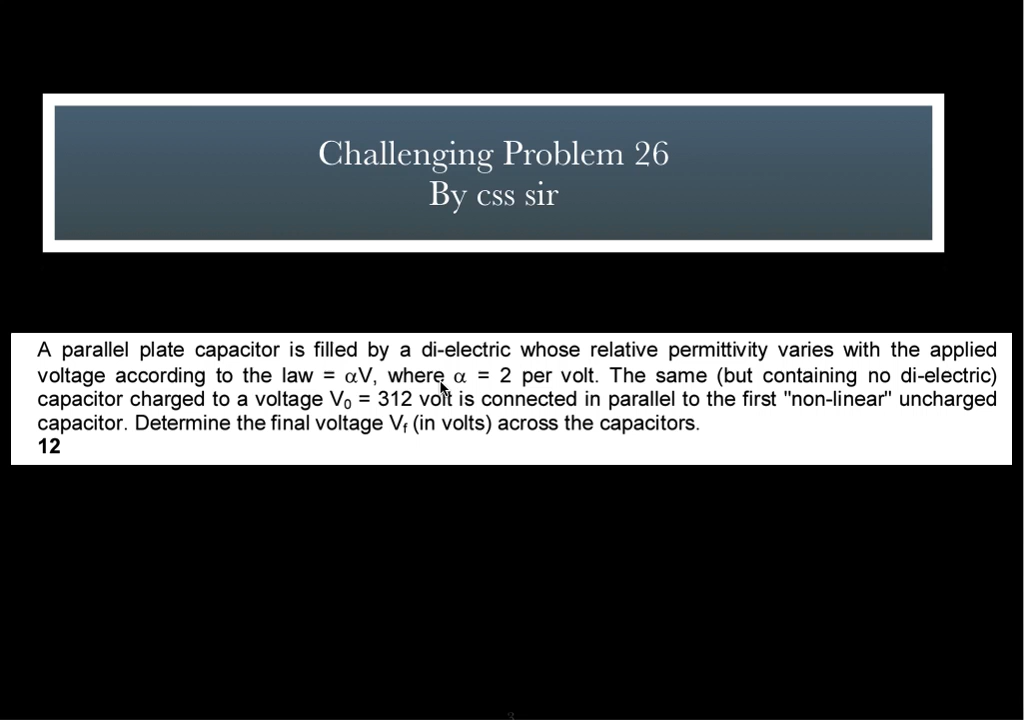 Challenging Problem 26
By css sir
A parallel plate capacitor is filled by a di-electric whose relative permittivity varies with the applied
voltage according to the law = αV, where α = 2 per volt. The same (but containing no di-electric)
capacitor charged to a voltage V₀ = 312 volt is connected in parallel to the first "non-linear" uncharged
capacitor. Determine the final voltage Vf (in volts) across the capacitors.
12
3